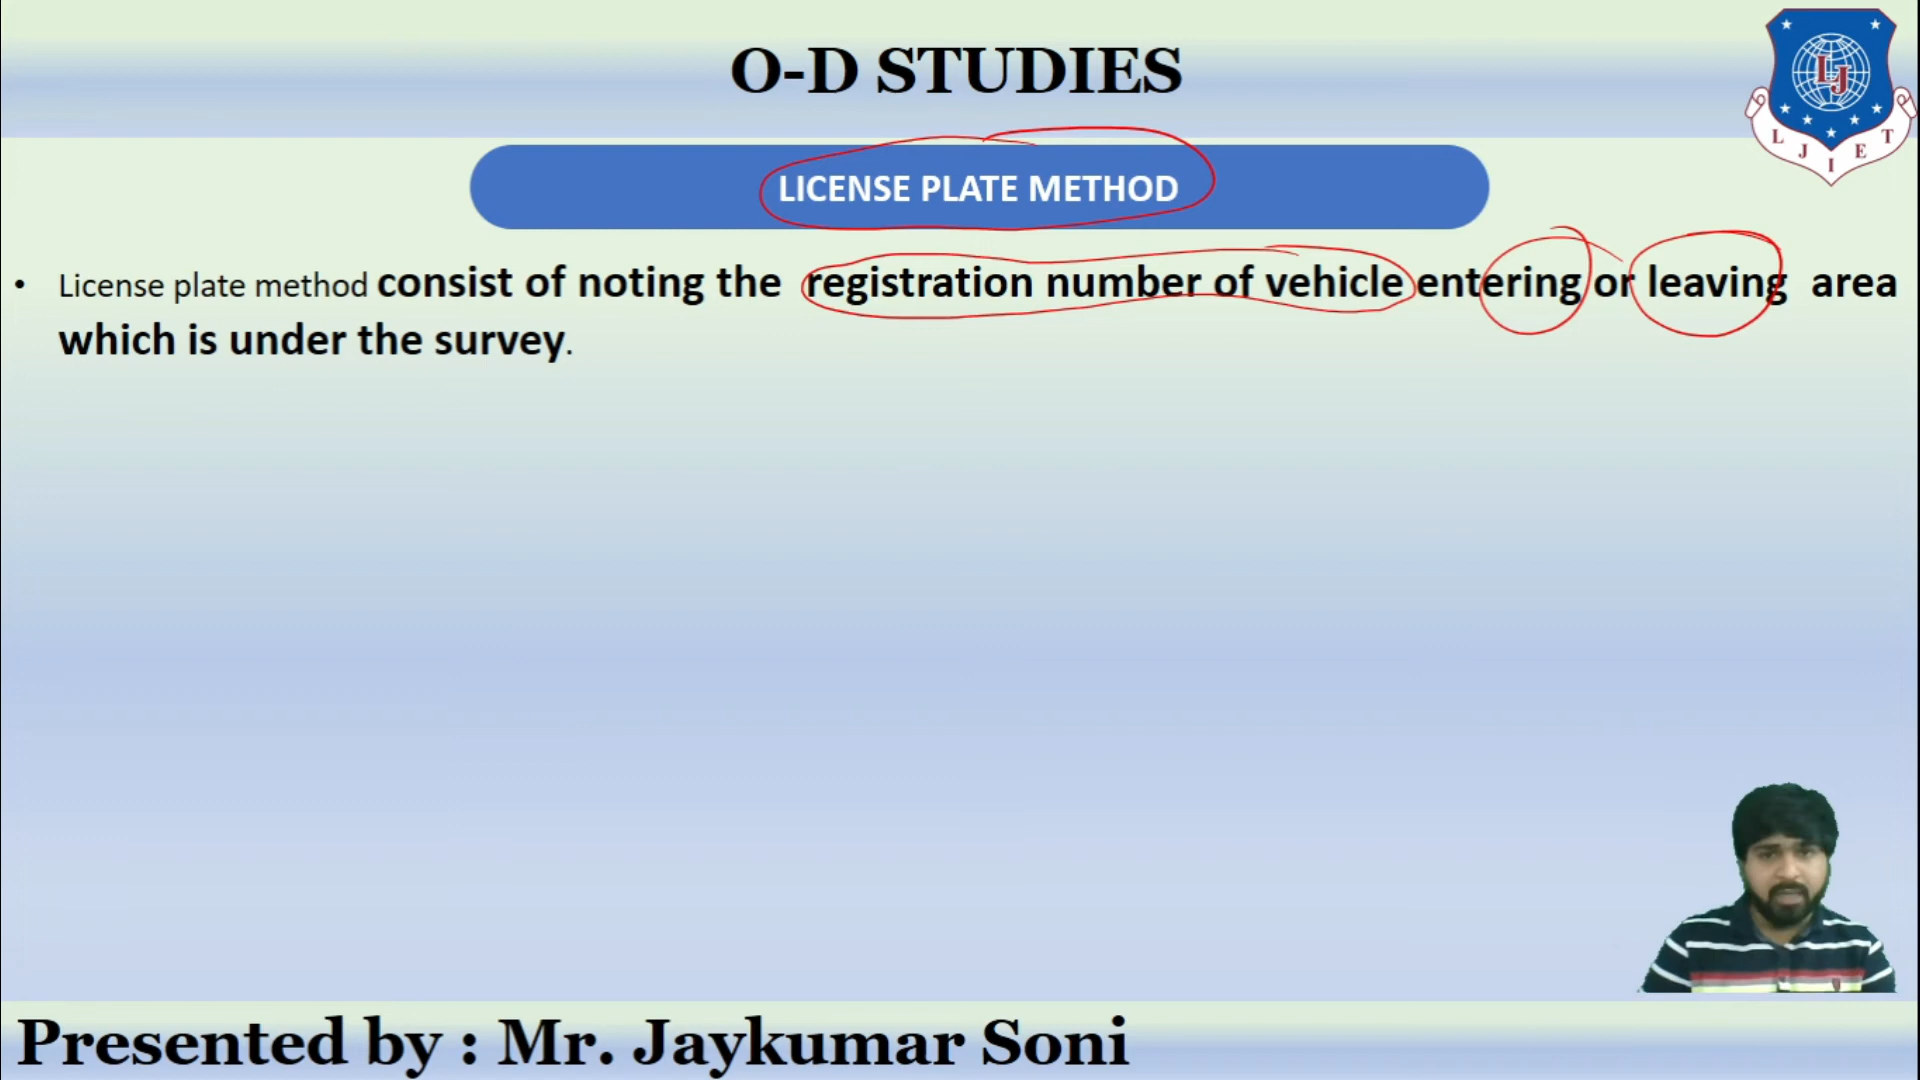 O-D STUDIES
LJ
L J I E T
LICENSE PLATE METHOD
• License plate method consist of noting the registration number of vehicle entering or leaving area
which is under the survey.
Presented by : Mr. Jaykumar Soni